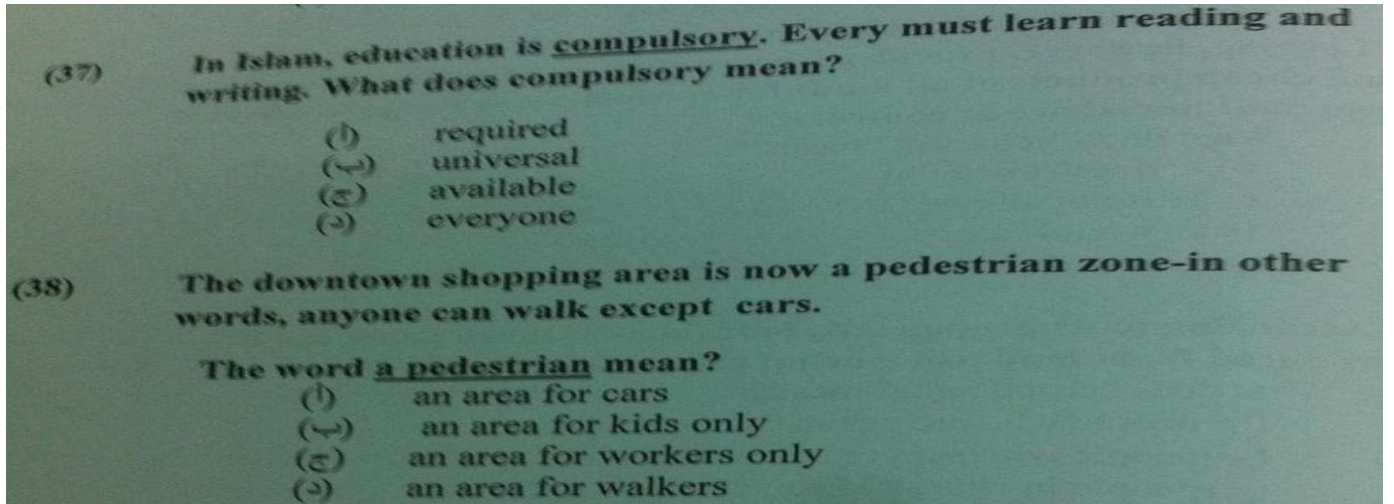 (37) In Islam, education is compulsory. Every must learn reading and
writing. What does compulsory mean?
(أ) required
(ب) universal
(ج) available
(د) everyone
(38) The downtown shopping area is now a pedestrian zone-in other
words, anyone can walk except cars.
The word a pedestrian mean?
(أ) an area for cars
(ب) an area for kids only
(ج) an area for workers only
(د) an area for walkers